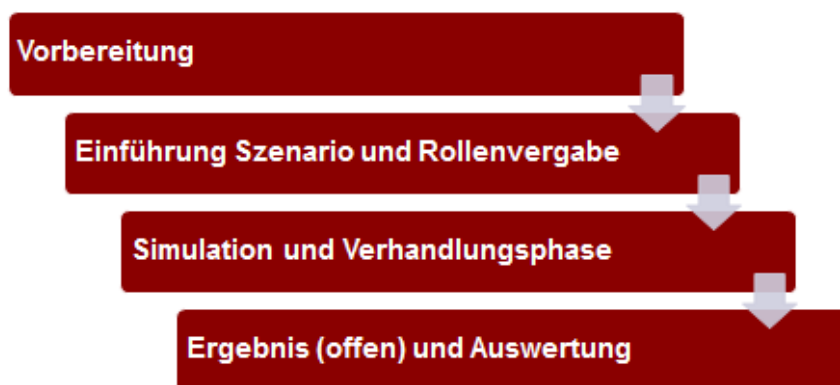 Vorbereitung
Einführung Szenario und Rollenvergabe
Simulation und Verhandlungsphase
Ergebnis (offen) und Auswertung